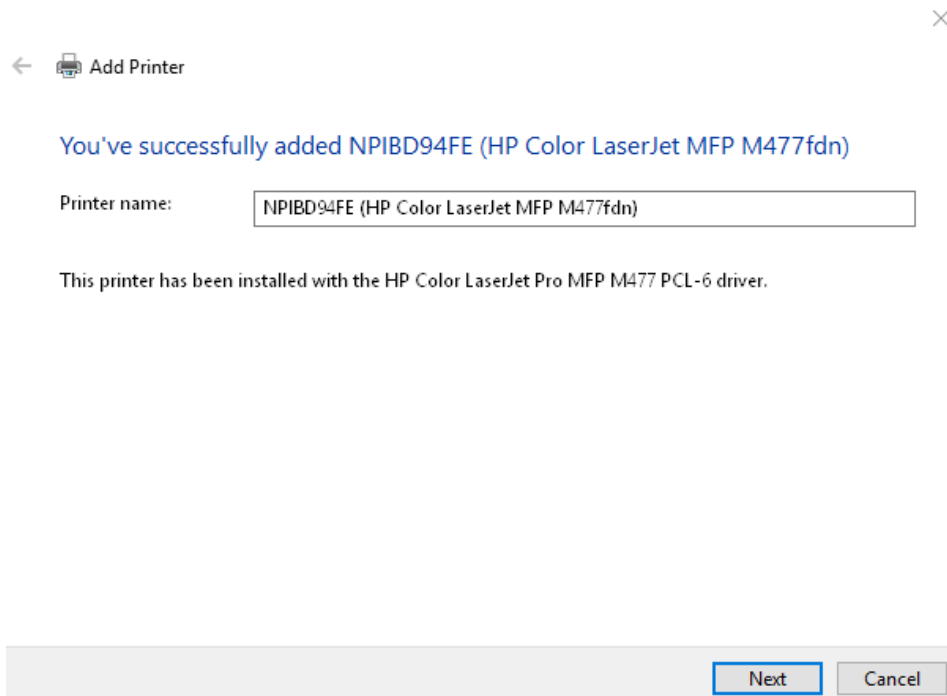 Add Printer
You've successfully added NPIBD94FE (HP Color LaserJet MFP M477fdn)
Printer name: NPIBD94FE (HP Color LaserJet MFP M477fdn)
This printer has been installed with the HP Color LaserJet Pro MFP M477 PCL-6 driver.
Next Cancel